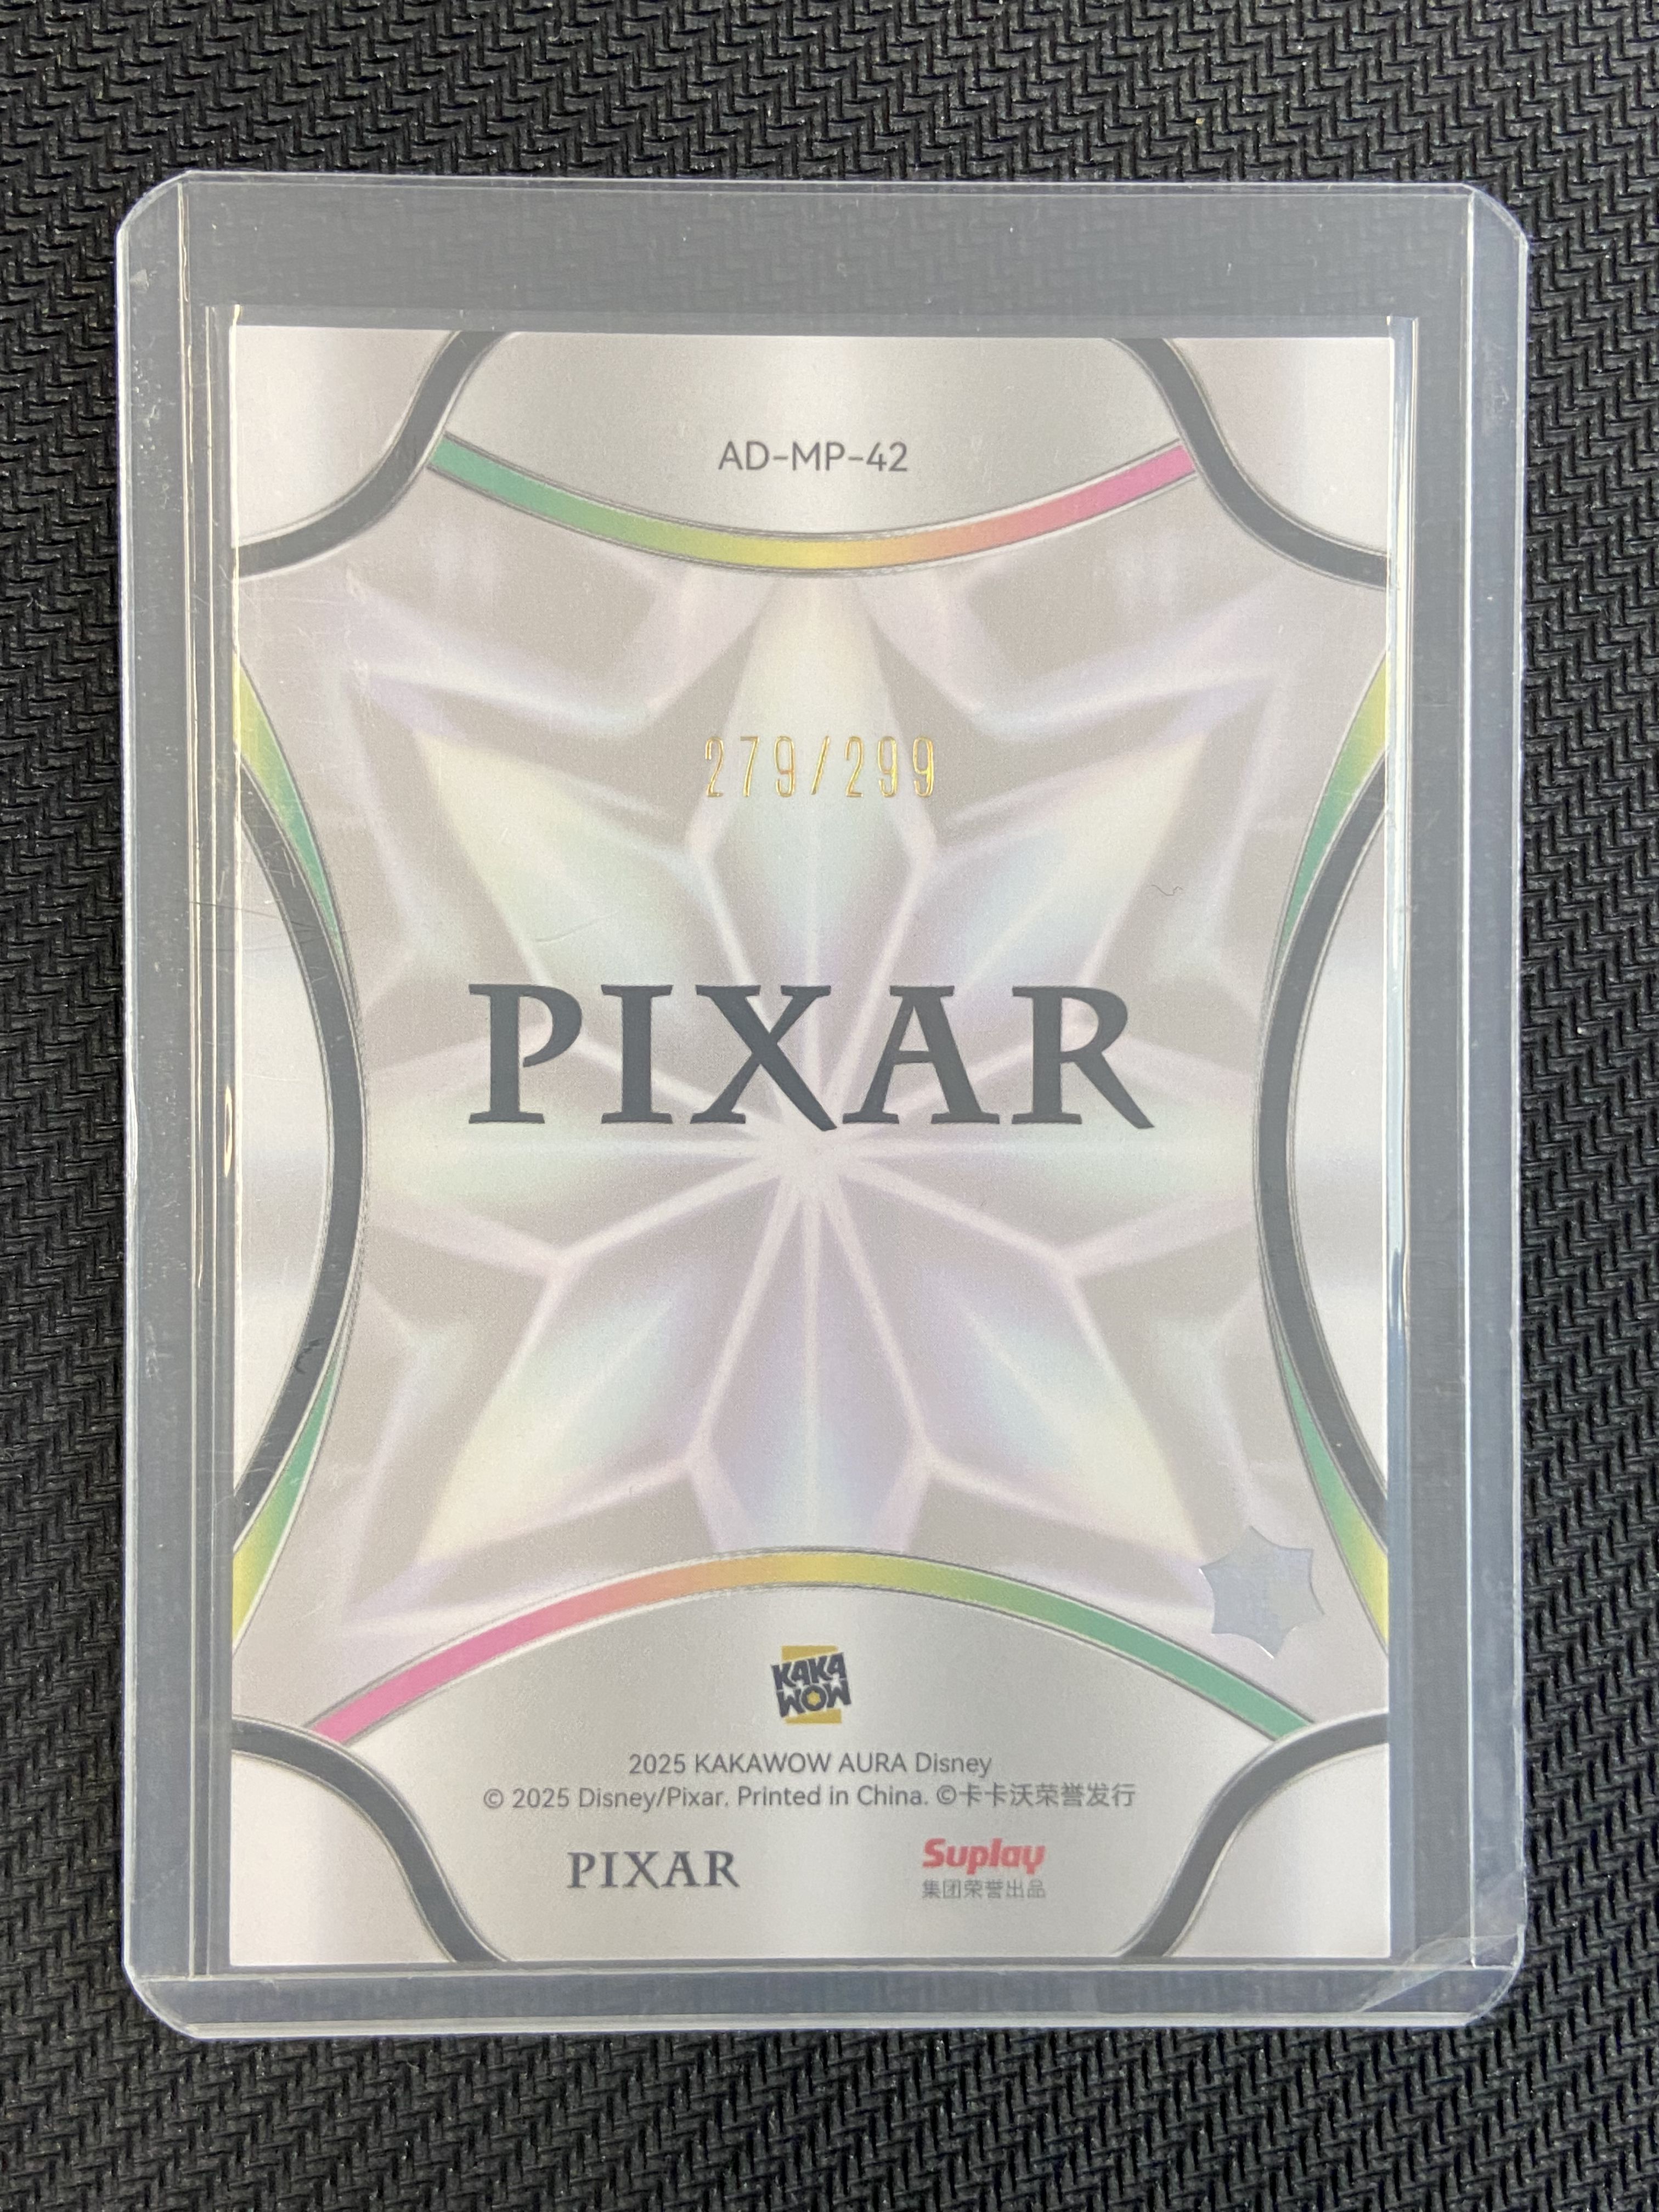 AD-MP-42
279/299
PIXAR
KAKA
WOW
2025 KAKAWOW AURA Disney
© 2025 Disney/Pixar. Printed in China. ©卡卡沃荣誉发行
PIXAR
Suplay
集团荣誉出品